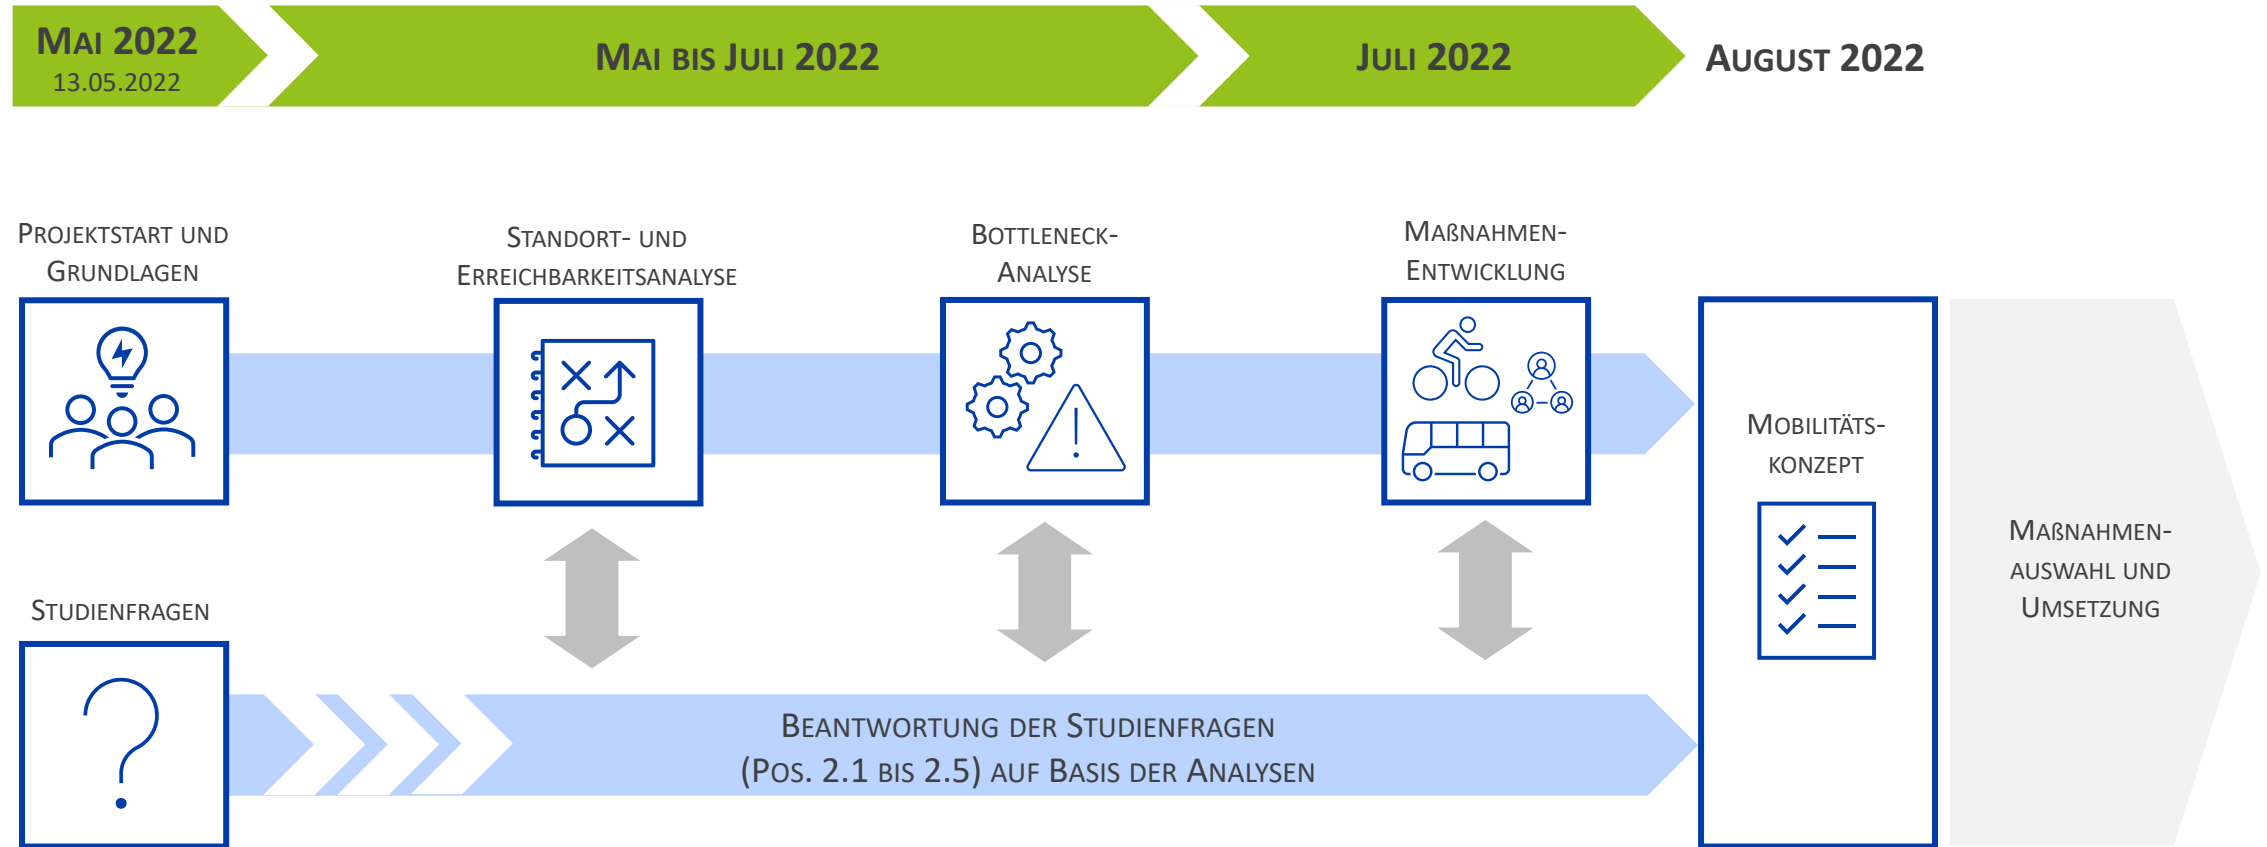 Mai 2022
13.05.2022
Mai bis Juli 2022
Juli 2022
August 2022
Projektstart und
Grundlagen
Standort- und
Erreichbarkeitsanalyse
Bottleneck-
Analyse
Maßnahmen-
Entwicklung
Mobilitäts-
konzept
Maßnahmen-
auswahl und
Umsetzung
Studienfragen
Beantwortung der Studienfragen
(Pos. 2.1 bis 2.5) auf Basis der Analysen